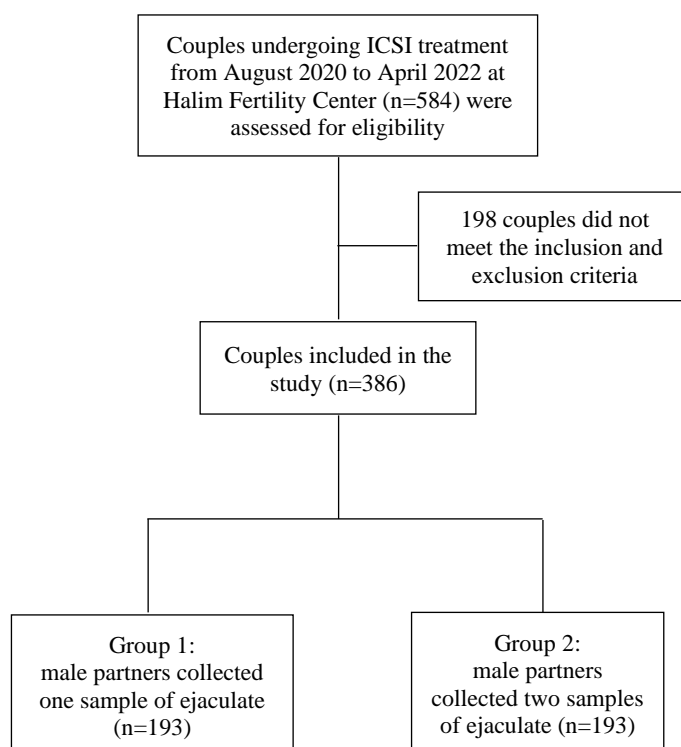 Couples undergoing ICSI treatment
from August 2020 to April 2022 at
Halim Fertility Center (n=584) were
assessed for eligibility
198 couples did not
meet the inclusion and
exclusion criteria
Couples included in the
study (n=386)
Group 1:
male partners collected
one sample of ejaculate
(n=193)
Group 2:
male partners
collected two samples
of ejaculate (n=193)